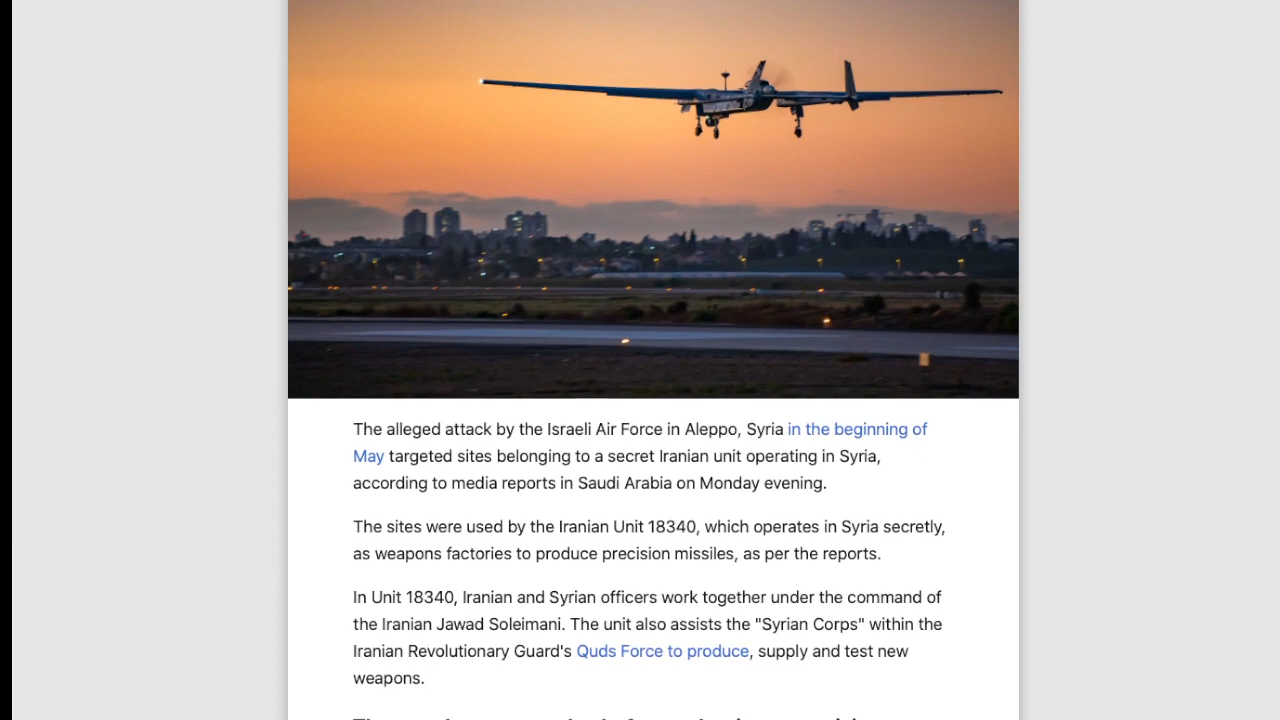 The alleged attack by the Israeli Air Force in Aleppo, Syria in the beginning of
May targeted sites belonging to a secret Iranian unit operating in Syria,
according to media reports in Saudi Arabia on Monday evening.
The sites were used by the Iranian Unit 18340, which operates in Syria secretly,
as weapons factories to produce precision missiles, as per the reports.
In Unit 18340, Iranian and Syrian officers work together under the command of
the Iranian Jawad Soleimani. The unit also assists the "Syrian Corps" within the
Iranian Revolutionary Guard's Quds Force to produce, supply and test new
weapons.